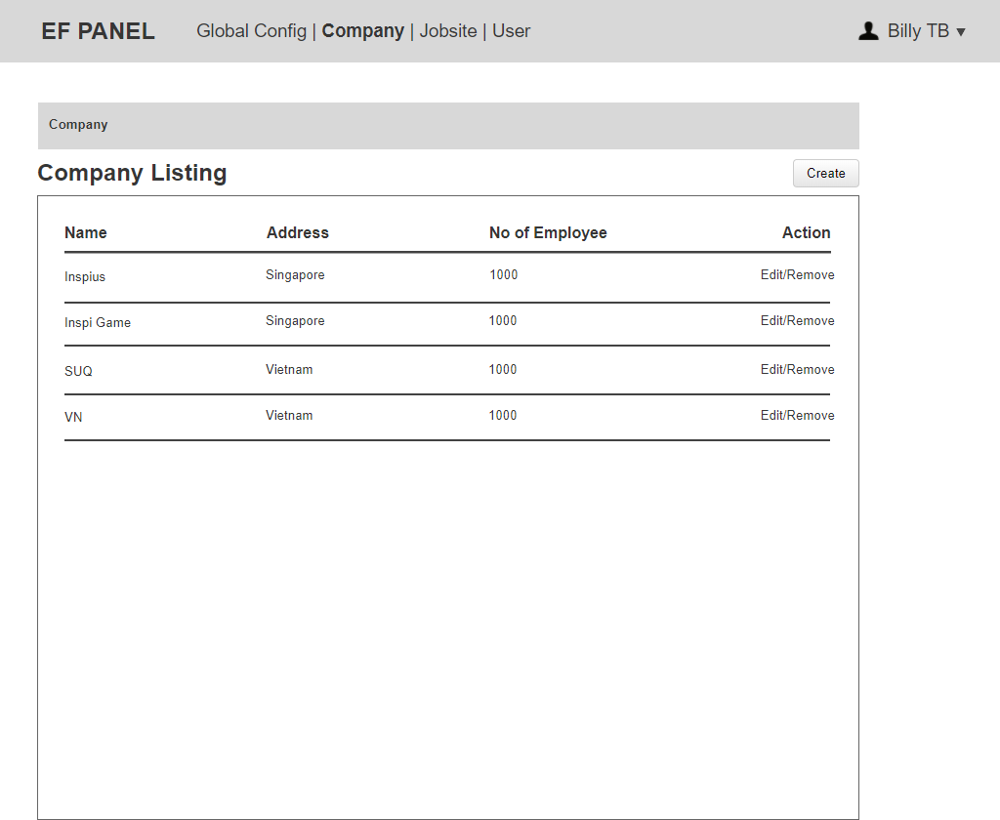 EF PANEL Global Config | Company | Jobsite | User Billy TB ▼
Company
Company Listing Create
Name Address No of Employee Action
Inspius Singapore 1000 Edit/Remove
Inspi Game Singapore 1000 Edit/Remove
SUQ Vietnam 1000 Edit/Remove
VN Vietnam 1000 Edit/Remove